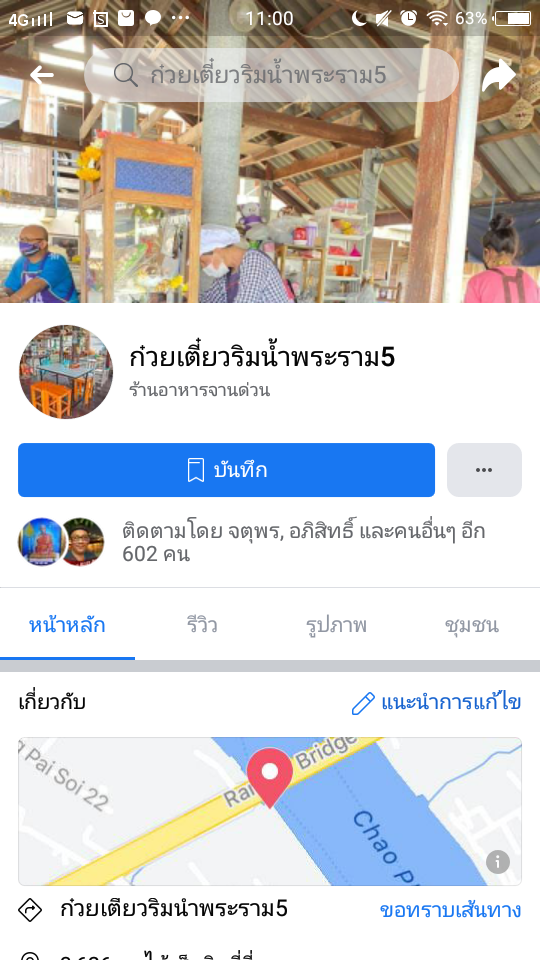 4G 11:00 63%
ก๋วยเตี๋ยวริมน้ำพระราม5
ก๋วยเตี๋ยวริมน้ำพระราม5
ร้านอาหารจานด่วน
บันทึก
ติดตามโดย จตุพร, อภิสิทธิ์ และคนอื่นๆ อีก
602 คน
หน้าหลัก รีวิว รูปภาพ ชุมชน
เกี่ยวกับ แนะนำการแก้ไข
Pai Soi 22
Bridge
Chao
ก๋วยเตี๋ยวริมน้ำพระราม5 ขอทราบเส้นทาง